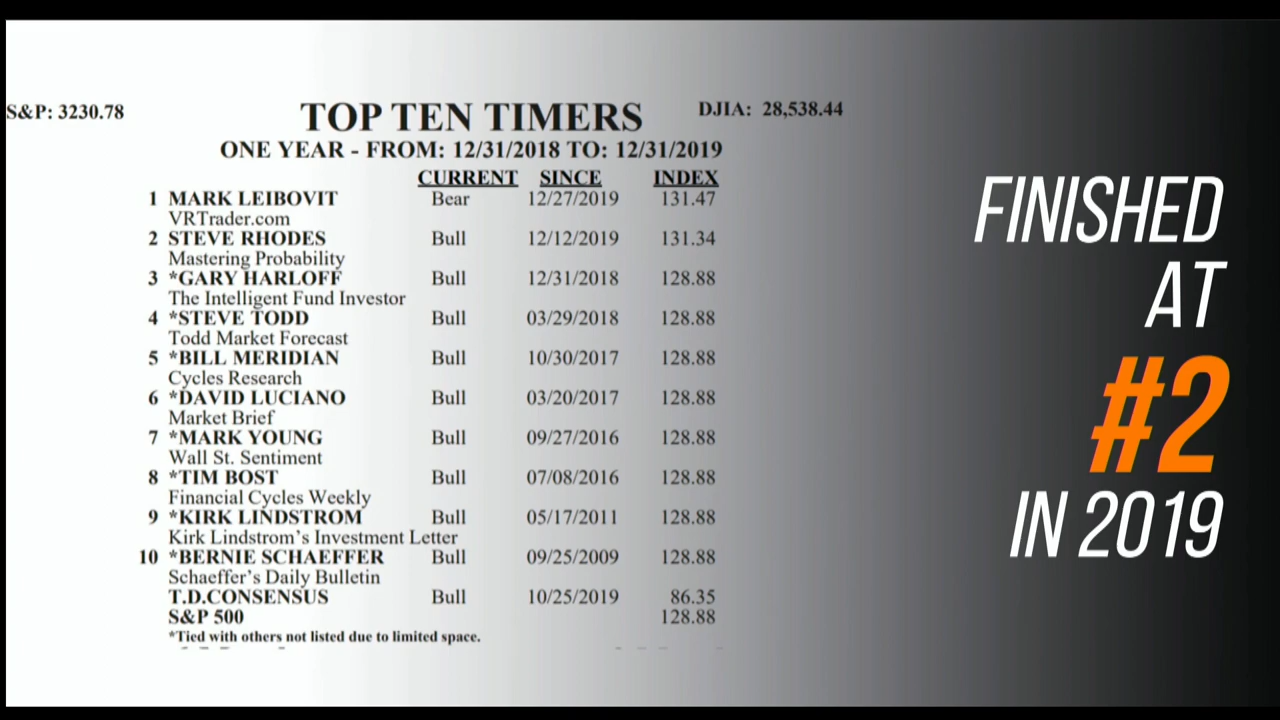 S&P: 3230.78
TOP TEN TIMERS
DJIA: 28,538.44
ONE YEAR - FROM: 12/31/2018 TO: 12/31/2019
CURRENT SINCE INDEX
1 MARK LEIBOVIT Bear 12/27/2019 131.47
VRTrader.com
2 STEVE RHODES Bull 12/12/2019 131.34
Mastering Probability
3 *GARY HARLOFF Bull 12/31/2018 128.88
The Intelligent Fund Investor
4 *STEVE TODD Bull 03/29/2018 128.88
Todd Market Forecast
5 *BILL MERIDIAN Bull 10/30/2017 128.88
Cycles Research
6 *DAVID LUCIANO Bull 03/20/2017 128.88
Market Brief
7 *MARK YOUNG Bull 09/27/2016 128.88
Wall St. Sentiment
8 *TIM BOST Bull 07/08/2016 128.88
Financial Cycles Weekly
9 *KIRK LINDSTROM Bull 05/17/2011 128.88
Kirk Lindstrom's Investment Letter
10 *BERNIE SCHAEFFER Bull 09/25/2009 128.88
Schaeffer's Daily Bulletin
T.D.CONSENSUS Bull 10/25/2019 86.35
S&P 500 128.88
*Tied with others not listed due to limited space.
FINISHED
AT
#2
IN 2019